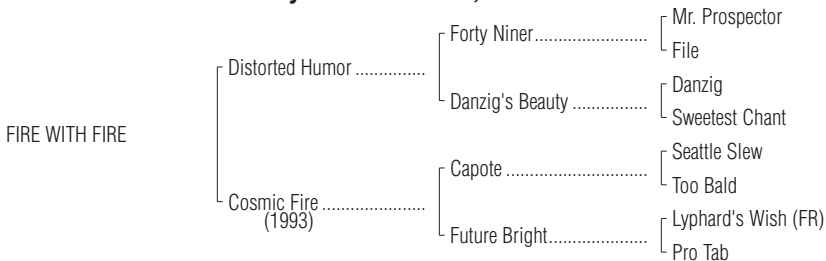 Mr. Prospector
Forty Niner
File
Distorted Humor
Danzig
Danzig's Beauty
Sweetest Chant
FIRE WITH FIRE
Seattle Slew
Capote
Too Bald
Cosmic Fire
(1993)
Lyphard's Wish (FR)
Future Bright
Pro Tab